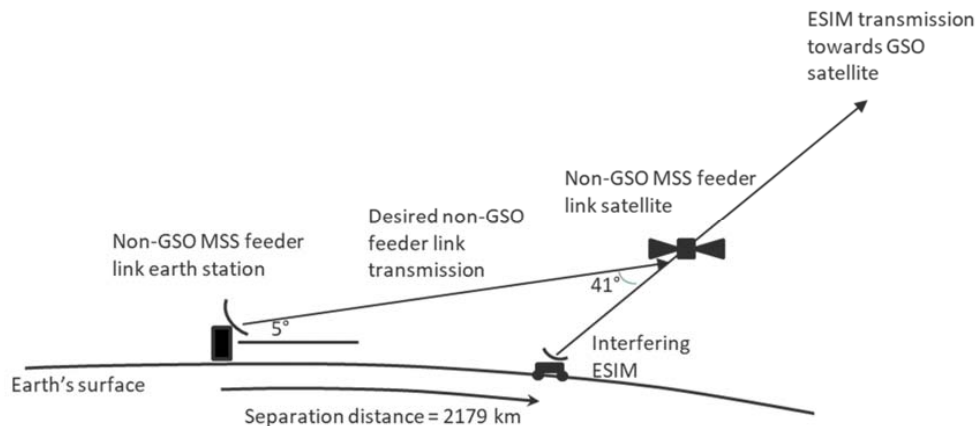 ESIM transmission
towards GSO
satellite
Non-GSO MSS feeder
link satellite
Desired non-GSO
feeder link
transmission
Non-GSO MSS feeder
link earth station
41°
5°
Interfering
ESIM
Earth's surface
Separation distance = 2179 km